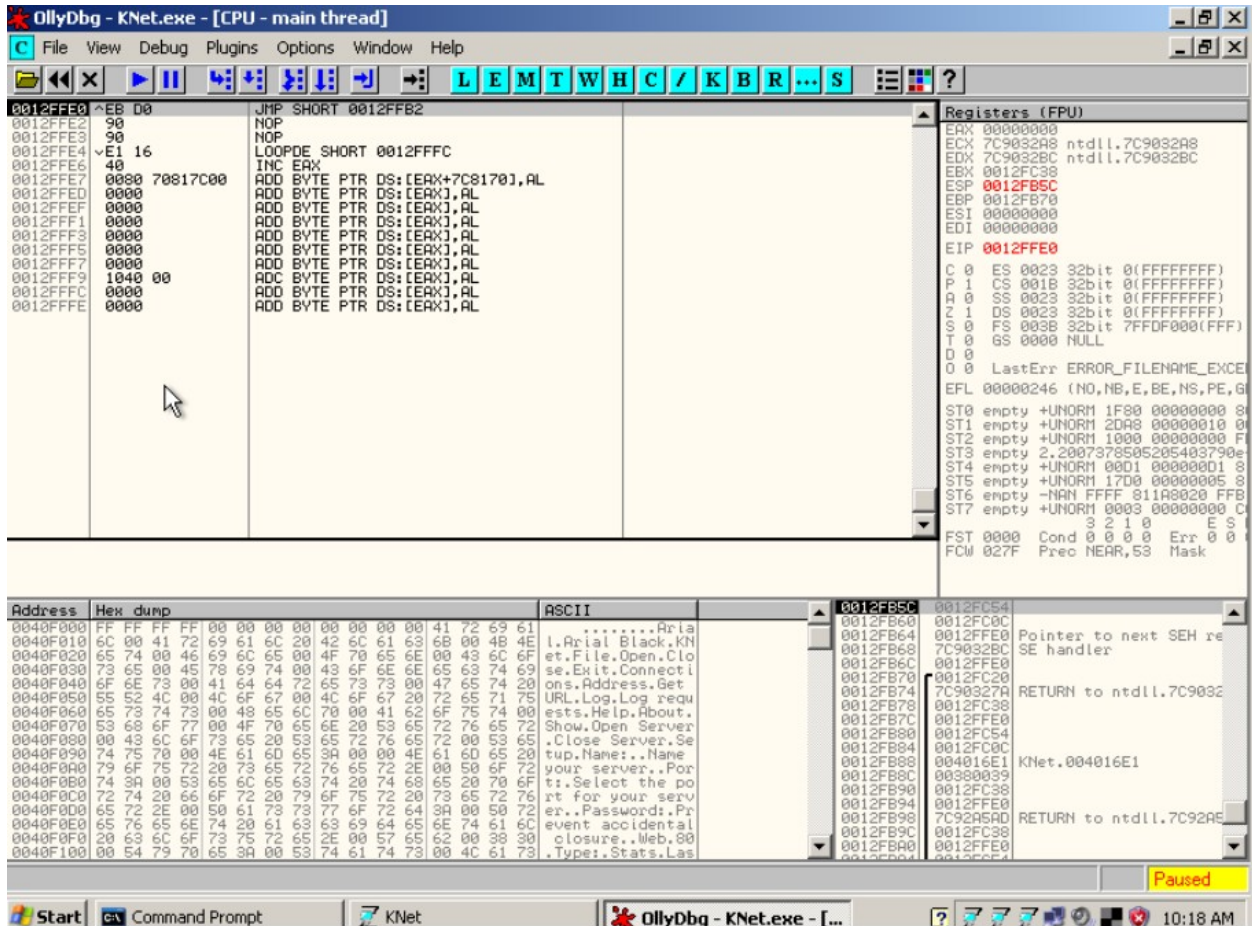 OllyDbg - KNet.exe - [CPU - main thread]
C File View Debug Plugins Options Window Help
L E M T W H C / K B R ... S ?
0012FFE0 ^EB D0 JMP SHORT 0012FFB2
0012FFE2 90 NOP
0012FFE3 90 NOP
0012FFE4 vE1 16 LOOPDE SHORT 0012FFFC
0012FFE6 40 INC EAX
0012FFE7 0080 70817C00 ADD BYTE PTR DS:[EAX+7C8170],AL
0012FFED 0000 ADD BYTE PTR DS:[EAX],AL
0012FFEF 0000 ADD BYTE PTR DS:[EAX],AL
0012FFF1 0000 ADD BYTE PTR DS:[EAX],AL
0012FFF3 0000 ADD BYTE PTR DS:[EAX],AL
0012FFF5 0000 ADD BYTE PTR DS:[EAX],AL
0012FFF7 0000 ADD BYTE PTR DS:[EAX],AL
0012FFF9 1040 00 ADC BYTE PTR DS:[EAX],AL
0012FFFC 0000 ADD BYTE PTR DS:[EAX],AL
0012FFFE 0000 ADD BYTE PTR DS:[EAX],AL
Registers (FPU)
EAX 00000000
ECX 7C9032A8 ntdll.7C9032A8
EDX 7C9032BC ntdll.7C9032BC
EBX 0012FC38
ESP 0012FB5C
EBP 0012FB70
ESI 00000000
EDI 00000000
EIP 0012FFE0
C 0 ES 0023 32bit 0(FFFFFFFF)
P 1 CS 001B 32bit 0(FFFFFFFF)
A 0 SS 0023 32bit 0(FFFFFFFF)
Z 1 DS 0023 32bit 0(FFFFFFFF)
S 0 FS 003B 32bit 7FFDF000(FFF)
T 0 GS 0000 NULL
D 0
O 0 LastErr ERROR_FILENAME_EXCE
EFL 00000246 (NO,NB,E,BE,NS,PE,G
ST0 empty +UNORM 1F80 00000000
ST1 empty +UNORM 2DA8 00000010
ST2 empty +UNORM 1000 00000000
ST3 empty 2.2007378505205403790e
ST4 empty +UNORM 00D1 000000D1
ST5 empty +UNORM 17D0 00000005
ST6 empty -NAN FFFF 811A8020 FFB
ST7 empty +UNORM 0003 00000000
3 2 1 0 E S
FST 0000 Cond 0 0 0 0 Err 0 0
FCW 027F Prec NEAR,53 Mask
Address Hex dump ASCII
0040F000 FF FF FF FF 00 00 00 00 00 00 00 00 41 72 69 61 ........Aria
0040F010 6C 00 41 72 69 61 6C 20 42 6C 61 63 6B 00 4B 4E l.Arial Black.KN
0040F020 65 74 00 46 69 6C 65 00 4F 70 65 6E 00 43 6C 6F et.File.Open.Clo
0040F030 73 65 00 45 78 69 74 00 43 6F 6E 6E 65 63 74 69 se.Exit.Connecti
0040F040 6F 6E 73 00 41 64 64 72 65 73 73 00 47 65 74 20 ons.Address.Get
0040F050 55 52 4C 00 4C 6F 67 00 4C 6F 67 20 72 65 71 75 URL.Log.Log requ
0040F060 65 73 74 73 00 48 65 6C 70 00 41 62 6F 75 74 00 ests.Help.About.
0040F070 53 68 6F 77 00 4F 70 65 6E 20 53 65 72 76 65 72 Show.Open Server
0040F080 00 43 6C 6F 73 65 20 53 65 72 76 65 72 00 53 65 .Close Server.Se
0040F090 74 75 70 00 4E 61 6D 65 3A 00 00 4E 61 6D 65 20 tup.Name:..Name
0040F0A0 79 6F 75 72 20 73 65 72 76 65 72 2E 00 50 6F 72 your server..Por
0040F0B0 74 3A 00 53 65 6C 65 63 74 20 74 68 65 20 70 6F t:.Select the po
0040F0C0 72 74 20 66 6F 72 20 79 6F 75 72 20 73 65 72 76 rt for your serv
0040F0D0 65 72 2E 00 50 61 73 73 77 6F 72 64 3A 00 50 72 er..Password:.Pr
0040F0E0 65 76 65 6E 74 20 61 63 63 69 64 65 6E 74 61 6C event accidental
0040F0F0 20 63 6C 6F 73 75 72 65 2E 00 57 65 62 00 38 30 closure..Web.80
0040F100 00 54 79 70 65 3A 00 53 74 61 74 73 00 4C 61 73 .Type:.Stats.Las
0012FB5C 0012FC54
0012FB60 0012FC0C
0012FB64 0012FFE0 Pointer to next SEH re
0012FB68 7C9032BC SE handler
0012FB6C 0012FFE0
0012FB70 0012FC20
0012FB74 7C90327A RETURN to ntdll.7C9032
0012FB78 0012FC38
0012FB7C 0012FFE0
0012FB80 0012FC54
0012FB84 0012FC0C
0012FB88 004016E1 KNet.004016E1
0012FB8C 00380039
0012FB90 0012FC38
0012FB94 0012FFE0
0012FB98 7C92A5AD RETURN to ntdll.7C92A5
0012FB9C 0012FC38
0012FBA0 0012FFE0
Paused
Start Command Prompt KNet OllyDbg - KNet.exe - [... 10:18 AM